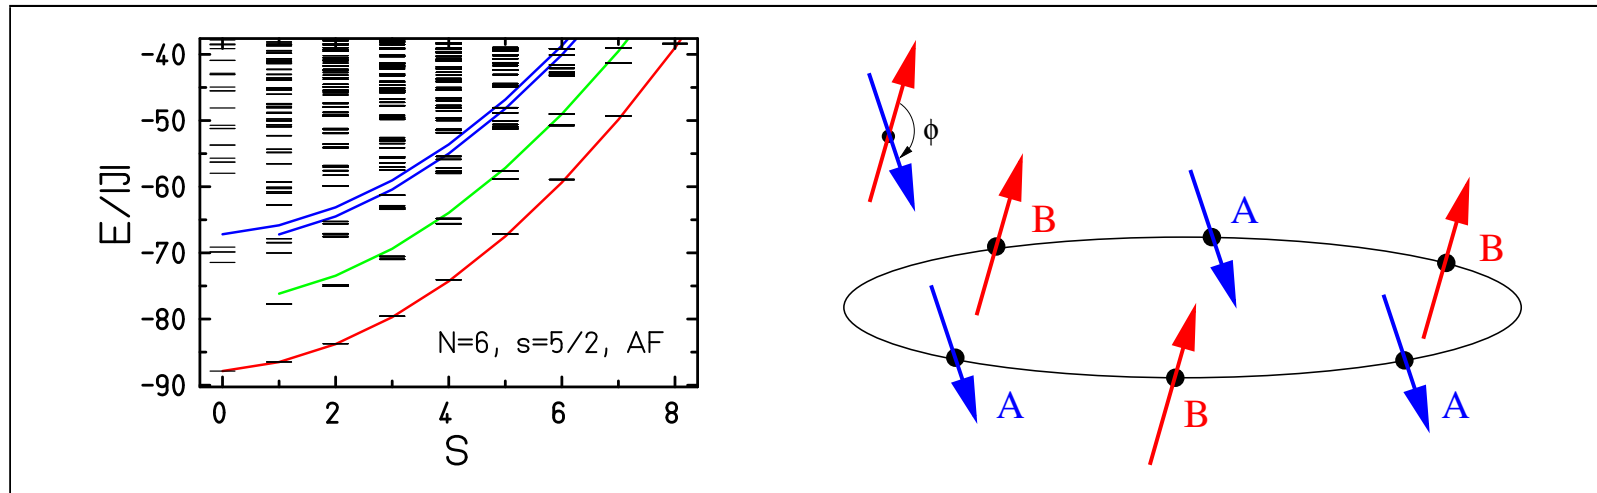 −40
−50
−60
−70
−80
−90
E/|J|
N=6, s=5/2, AF
0 2 4 6 8
S
ϕ
B
A
B
A
B
A